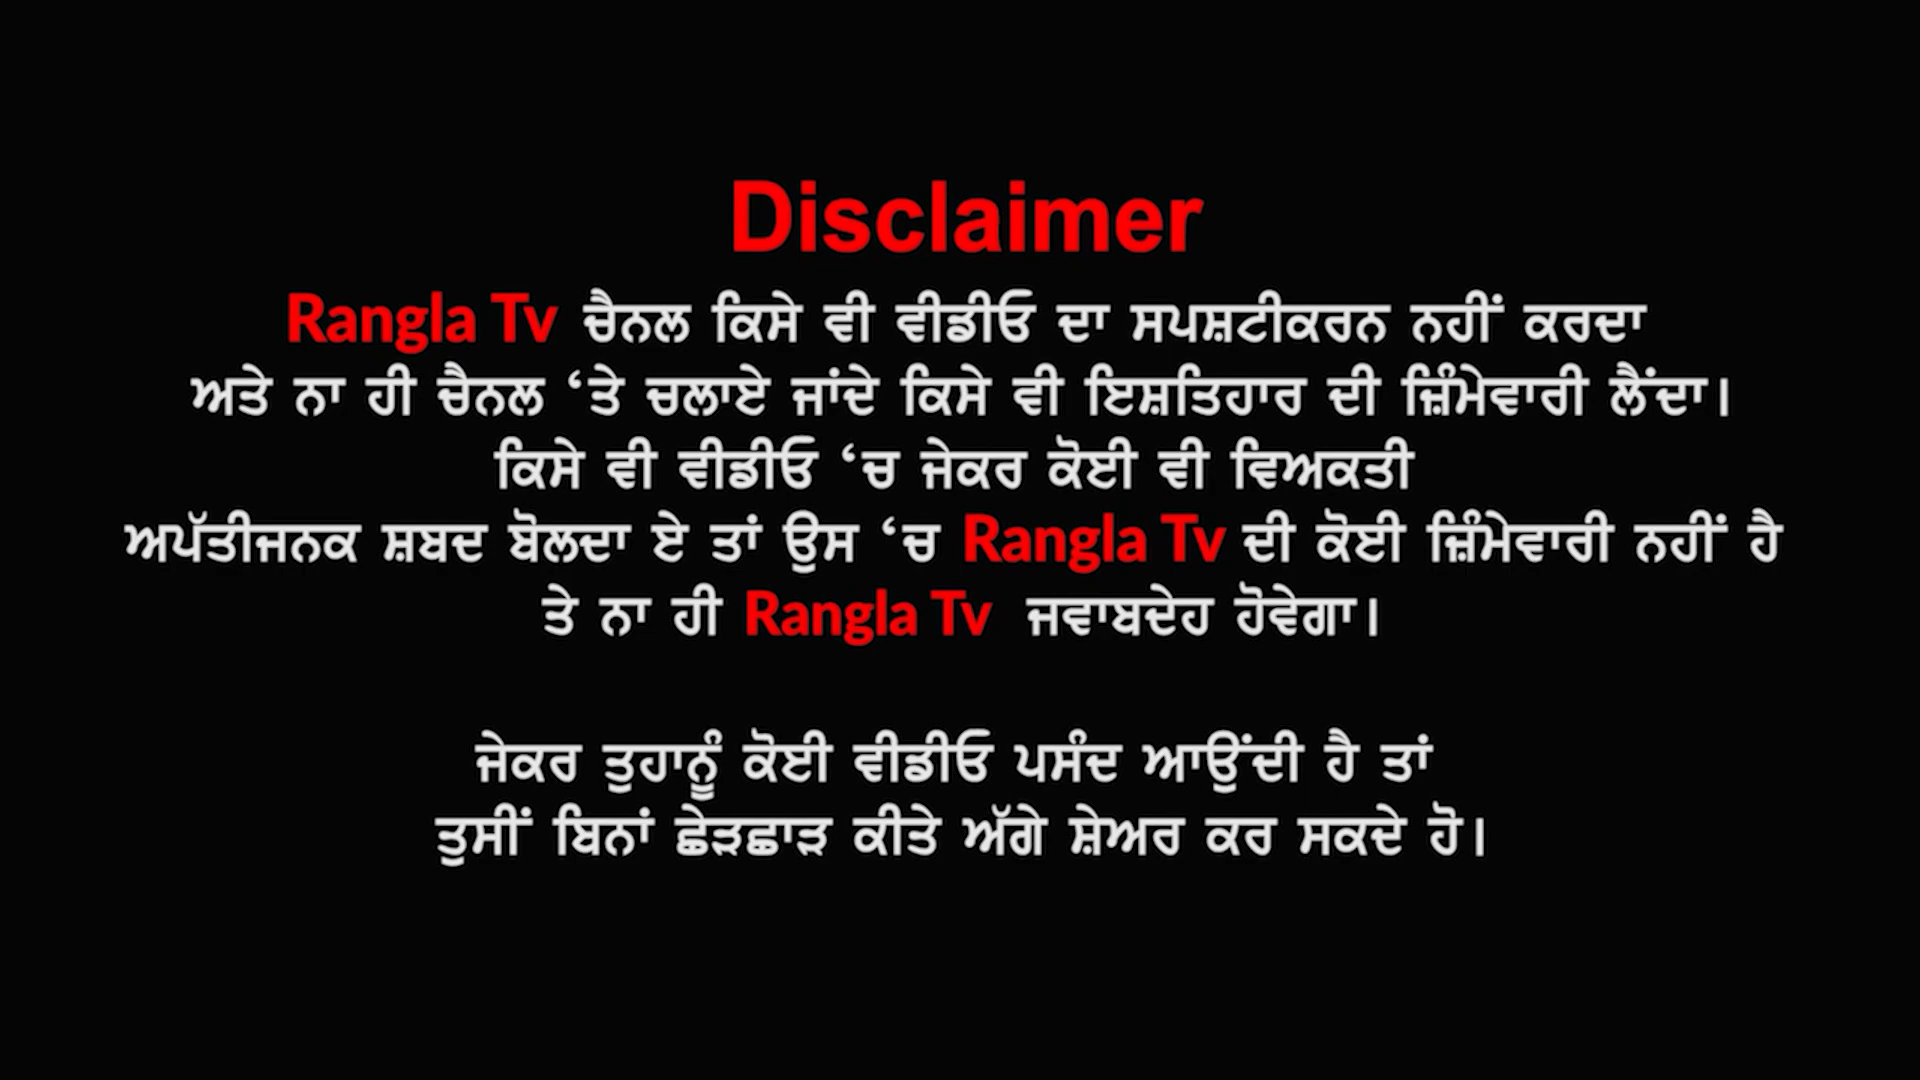 Disclaimer
Rangla Tv ਚੈਨਲ ਕਿਸੇ ਵੀ ਵੀਡੀਓ ਦਾ ਸਪਸ਼ਟੀਕਰਨ ਨਹੀਂ ਕਰਦਾ
ਅਤੇ ਨਾ ਹੀ ਚੈਨਲ ‘ਤੇ ਚਲਾਏ ਜਾਂਦੇ ਕਿਸੇ ਵੀ ਇਸ਼ਤਿਹਾਰ ਦੀ ਜ਼ਿੰਮੇਵਾਰੀ ਲੈਂਦਾ।
ਕਿਸੇ ਵੀ ਵੀਡੀਓ ‘ਚ ਜੇਕਰ ਕੋਈ ਵੀ ਵਿਅਕਤੀ
ਅਪੱਤੀਜਨਕ ਸ਼ਬਦ ਬੋਲਦਾ ਏ ਤਾਂ ਉਸ ‘ਚ Rangla Tv ਦੀ ਕੋਈ ਜ਼ਿੰਮੇਵਾਰੀ ਨਹੀਂ ਹੈ
ਤੇ ਨਾ ਹੀ Rangla Tv ਜਵਾਬਦੇਹ ਹੋਵੇਗਾ।
ਜੇਕਰ ਤੁਹਾਨੂੰ ਕੋਈ ਵੀਡੀਓ ਪਸੰਦ ਆਉਂਦੀ ਹੈ ਤਾਂ
ਤੁਸੀਂ ਬਿਨਾਂ ਛੇੜਛਾੜ ਕੀਤੇ ਅੱਗੇ ਸ਼ੇਅਰ ਕਰ ਸਕਦੇ ਹੋ।